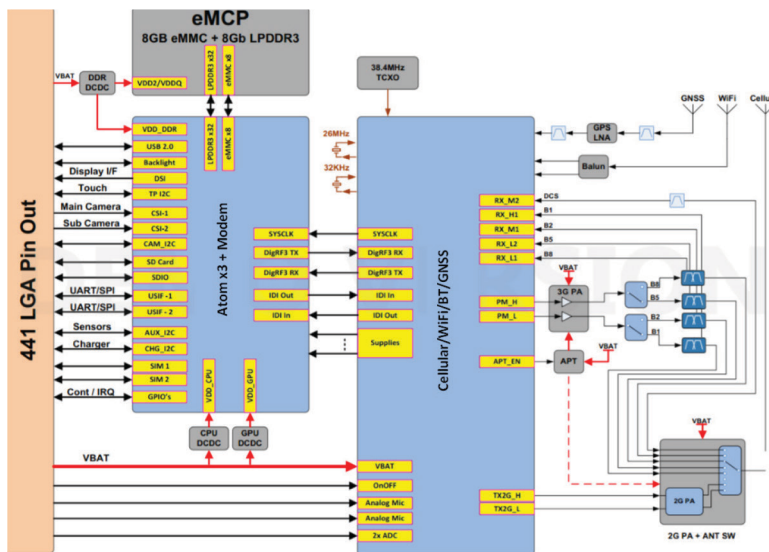 eMCP
8GB eMMC + 8Gb LPDDR3
LPDDR3 x32
eMMC x8
VBAT
DDR
DCDC
VDD2/VDDQ
38.4MHz
TCXO
GNSS
WiFi
Cellu
VDD_DDR
LPDDR3 x32
eMMC x8
GPS
LNA
26MHz
Balun
32KHz
441 LGA Pin Out
USB 2.0
Backlight
Display I/F
DSI
Touch
TP I2C
Main Camera
CSI-1
Sub Camera
CSI-2
CAM_I2C
SD Card
SDIO
UART/SPI
USIF -1
UART/SPI
USIF - 2
Sensors
AUX_I2C
Charger
CHG_I2C
SIM 1
SIM 2
Cont / IRQ
GPIO's
Atom x3 + Modem
SYSCLK
DigRF3 TX
DigRF3 RX
IDI Out
IDI In
VDD_CPU
VDD_GPU
CPU
DCDC
GPU
DCDC
VBAT
SYSCLK
DigRF3 RX
DigRF3 TX
IDI In
IDI Out
Supplies
VBAT
OnOFF
Analog Mic
Analog Mic
2x ADC
Cellular/WiFi/BT/GNSS
RX_M2
RX_H1
RX_M1
RX_L2
RX_L1
DCS
B1
B2
B5
B8
PM_H
PM_L
APT_EN
VBAT
3G PA
B8
B5
B2
B1
APT
VBAT
VBAT
TX2G_H
TX2G_L
2G PA
2G PA + ANT SW